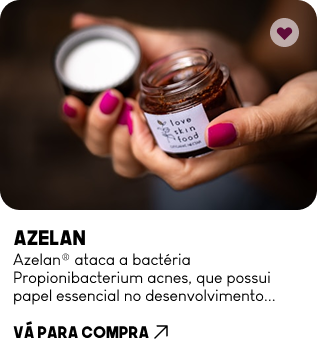 love
skin
food
AZELAN
Azelan® ataca a bactéria
Propionibacterium acnes, que possui
papel essencial no desenvolvimento...
VÁ PARA COMPRA